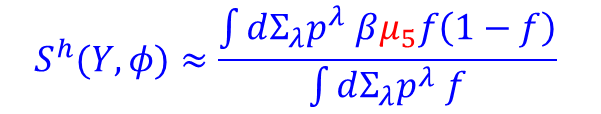 S^h(Y, ϕ) ≈ ∫ dΣ_λ p^λ βμ_5 f(1 − f) / ∫ dΣ_λ p^λ f